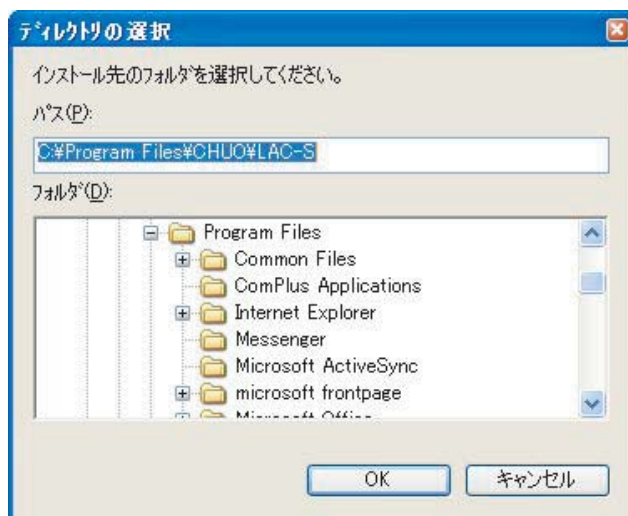 ディレクトリの選択
インストール先のフォルダを選択してください。
パス(P):
C:¥Program Files¥CHUO¥LAC-S
フォルダ(D):
Program Files
Common Files
ComPlus Applications
Internet Explorer
Messenger
Microsoft ActiveSync
microsoft frontpage
Microsoft Office
OK キャンセル